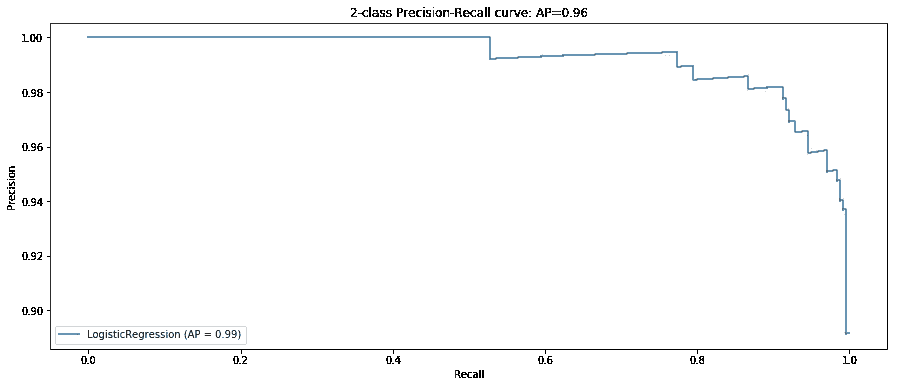 2-class Precision-Recall curve: AP=0.96
1.00
0.98
0.96
0.94
0.92
0.90
Precision
LogisticRegression (AP = 0.99)
0.0 0.2 0.4 0.6 0.8 1.0
Recall